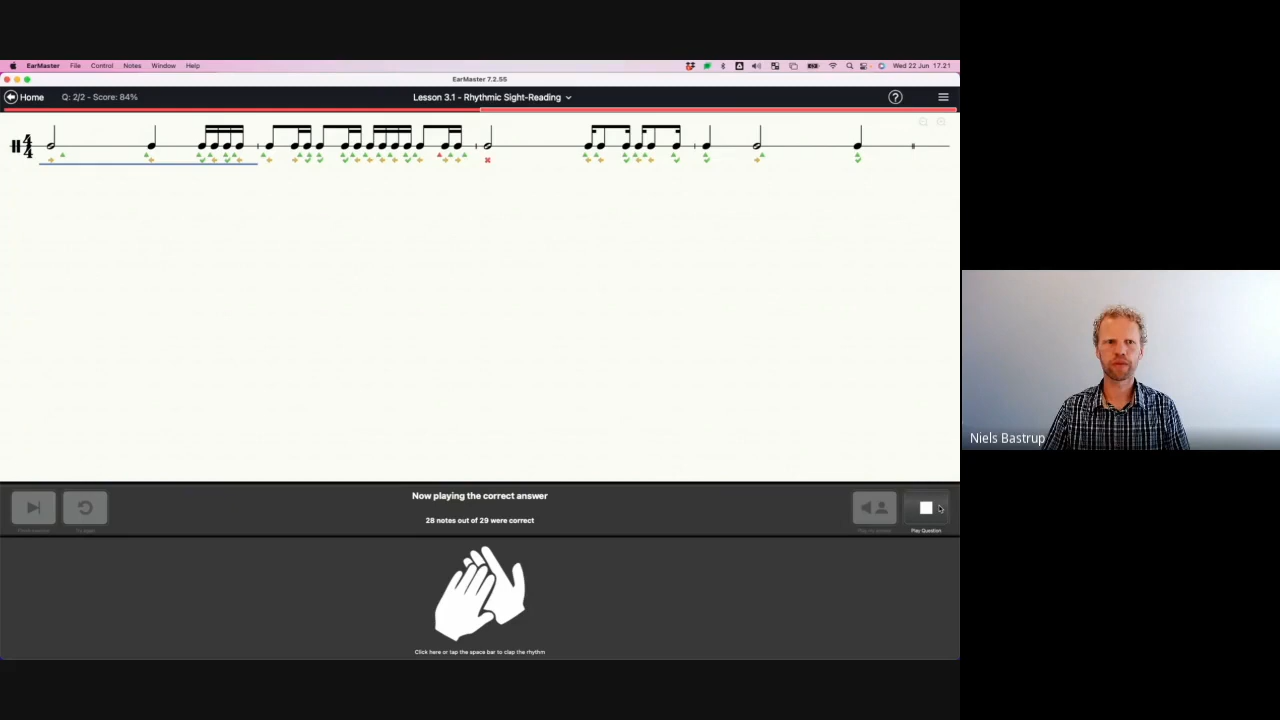 EarMaster File Control Notes Window Help
Wed 22 Jun 17.21
EarMaster 7.2.55
Home Q: 2/2 - Score: 84% Lesson 3.1 - Rhythmic Sight-Reading
4
4
Now playing the correct answer
28 notes out of 29 were correct
Play Question
Click here or tap the space bar to clap the rhythm
Niels Bastrup